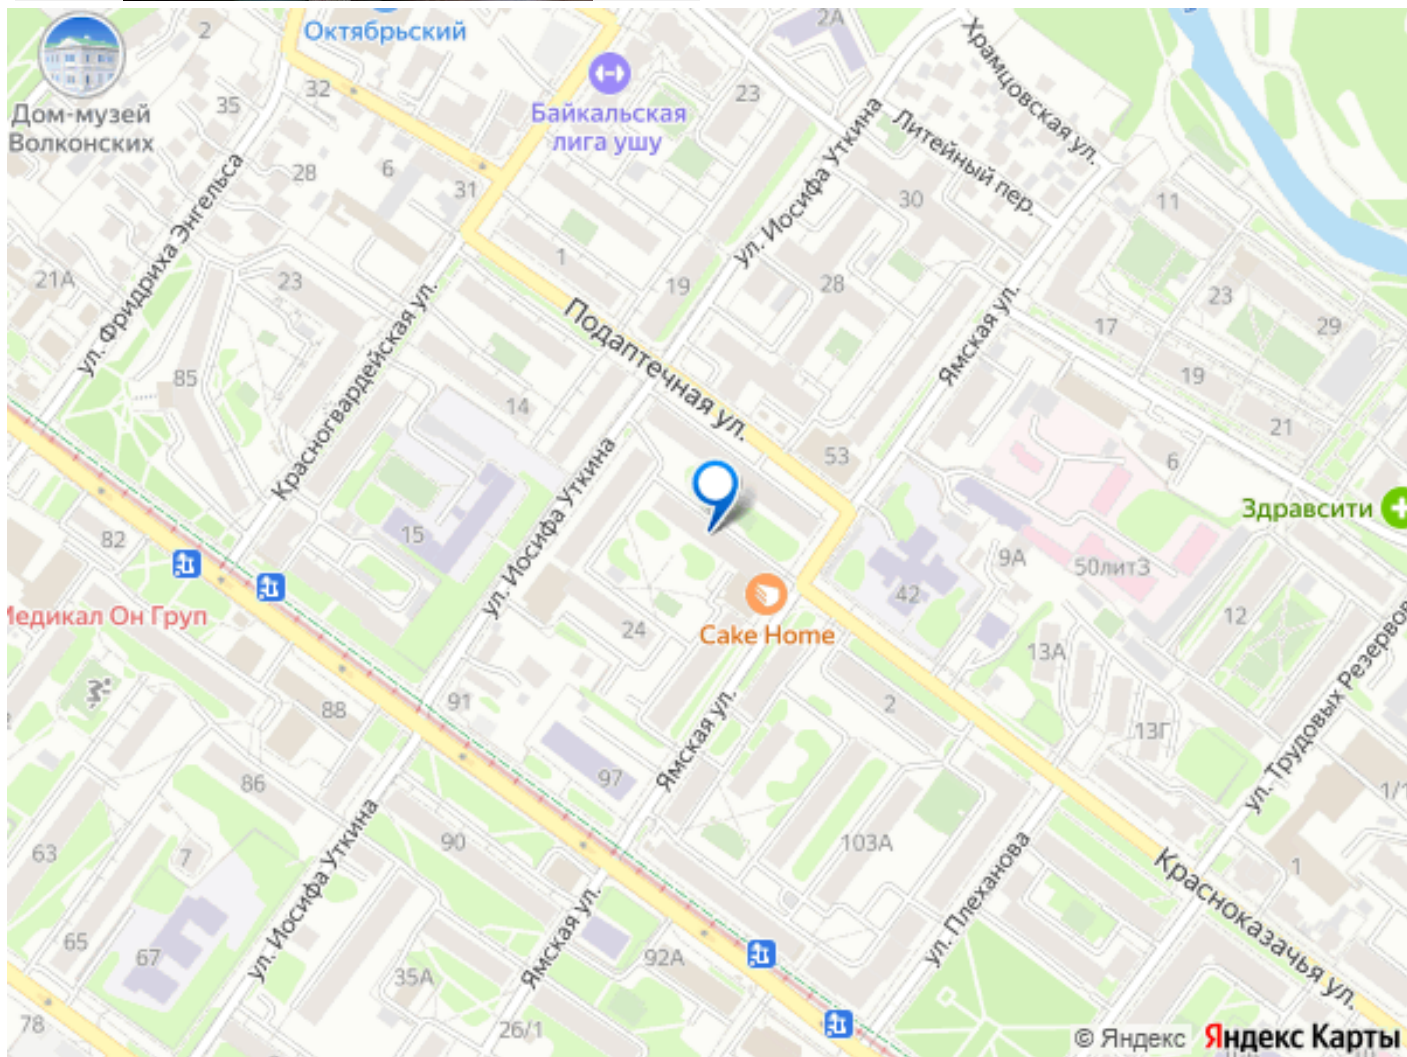 2
Октябрьский
2А
Храмцовская ул.
32
35
Дом-музей
Волконских
Байкальская
лига ушу
23
Литейный пер.
ул. Иосифа Уткина
28
6
31
30
11
ул. Фридриха Энгельса
21А
23
1
19
28
23
29
17
Красногвардейская ул.
Подаптечная ул.
Ямская ул.
85
14
19
21
53
6
ул. Иосифа Уткина
Здравсити
82
15
9А
50лит3
42
12
Медикал Он Груп
24
Cake Home
13А
ул. Трудовых Резервов
91
88
2
13Г
Ямская ул.
97
86
1/1
90
103А
63
7
1
ул. Иосифа Уткина
ул. Плеханова
Красноказачья ул.
65
67
Ямская ул.
92А
35А
78
26/1
© Яндекс Яндекс Карты